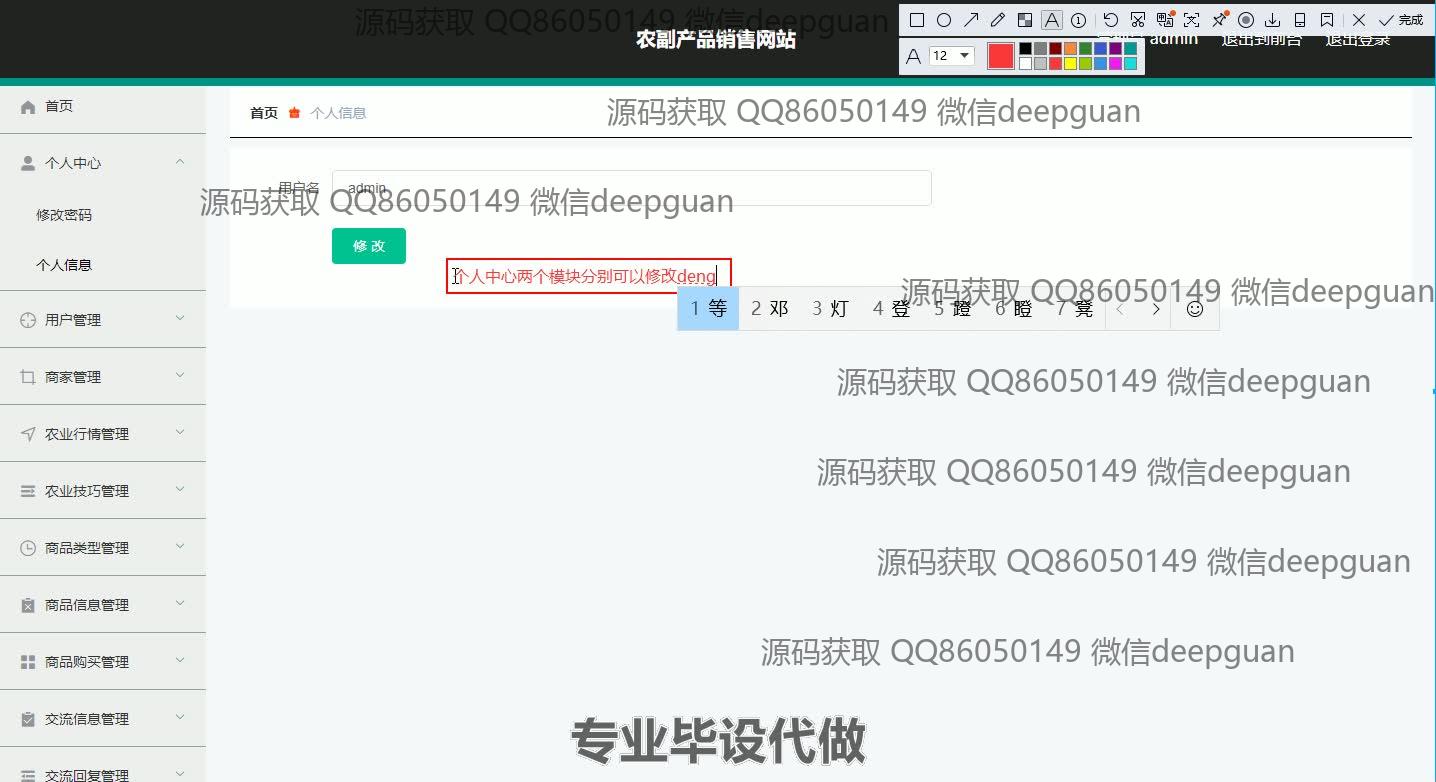 源码获取 QQ86050149 微信deepguan
农副产品销售网站
完成
admin 退出到前台 退出登录
A 12
首页
首页 个人信息
源码获取 QQ86050149 微信deepguan
个人中心
用户名 admin
源码获取 QQ86050149 微信deepguan
修改密码
修 改
个人信息
个人中心两个模块分别可以修改deng
源码获取 QQ86050149 微信deepguan
1 等 2 邓 3 灯 4 登 5 蹬 6 瞪 7 凳
用户管理
商家管理
源码获取 QQ86050149 微信deepguan
农业行情管理
源码获取 QQ86050149 微信deepguan
农业技巧管理
商品类型管理
源码获取 QQ86050149 微信deepguan
商品信息管理
源码获取 QQ86050149 微信deepguan
商品购买管理
交流信息管理
专业毕设代做
交流回复管理